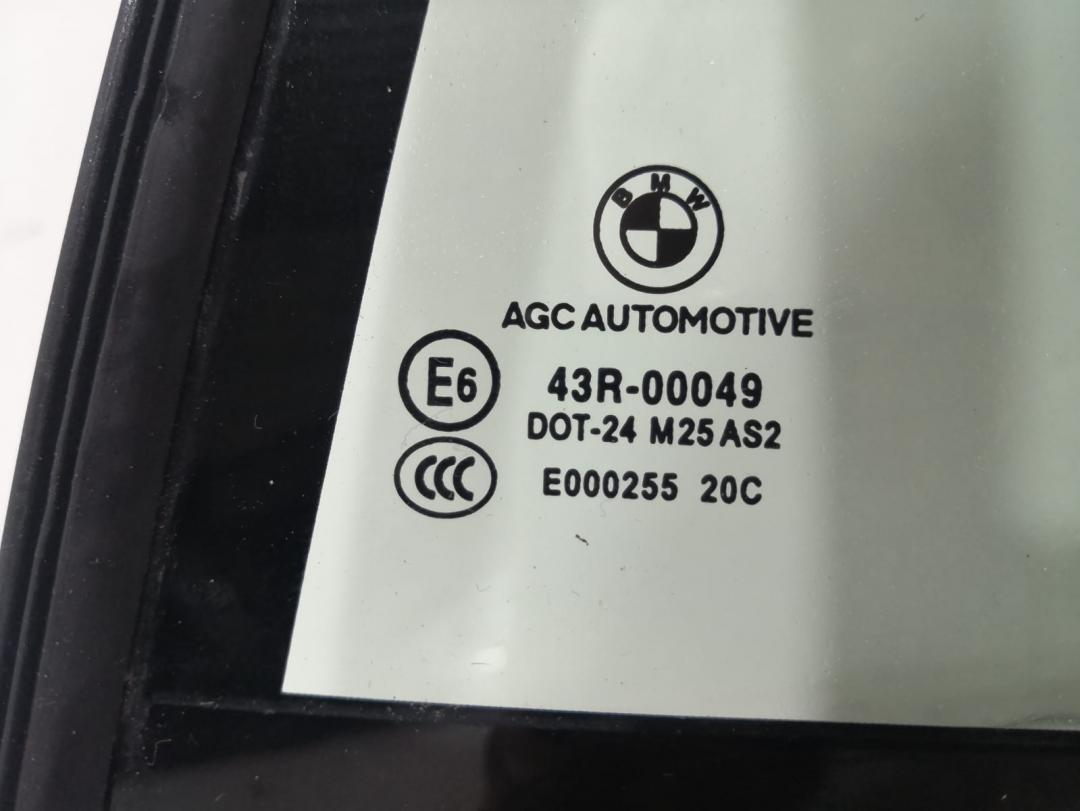 BMW
AGC AUTOMOTIVE
E6 43R-00049
DOT-24 M25 AS2
CCC E000255 20C